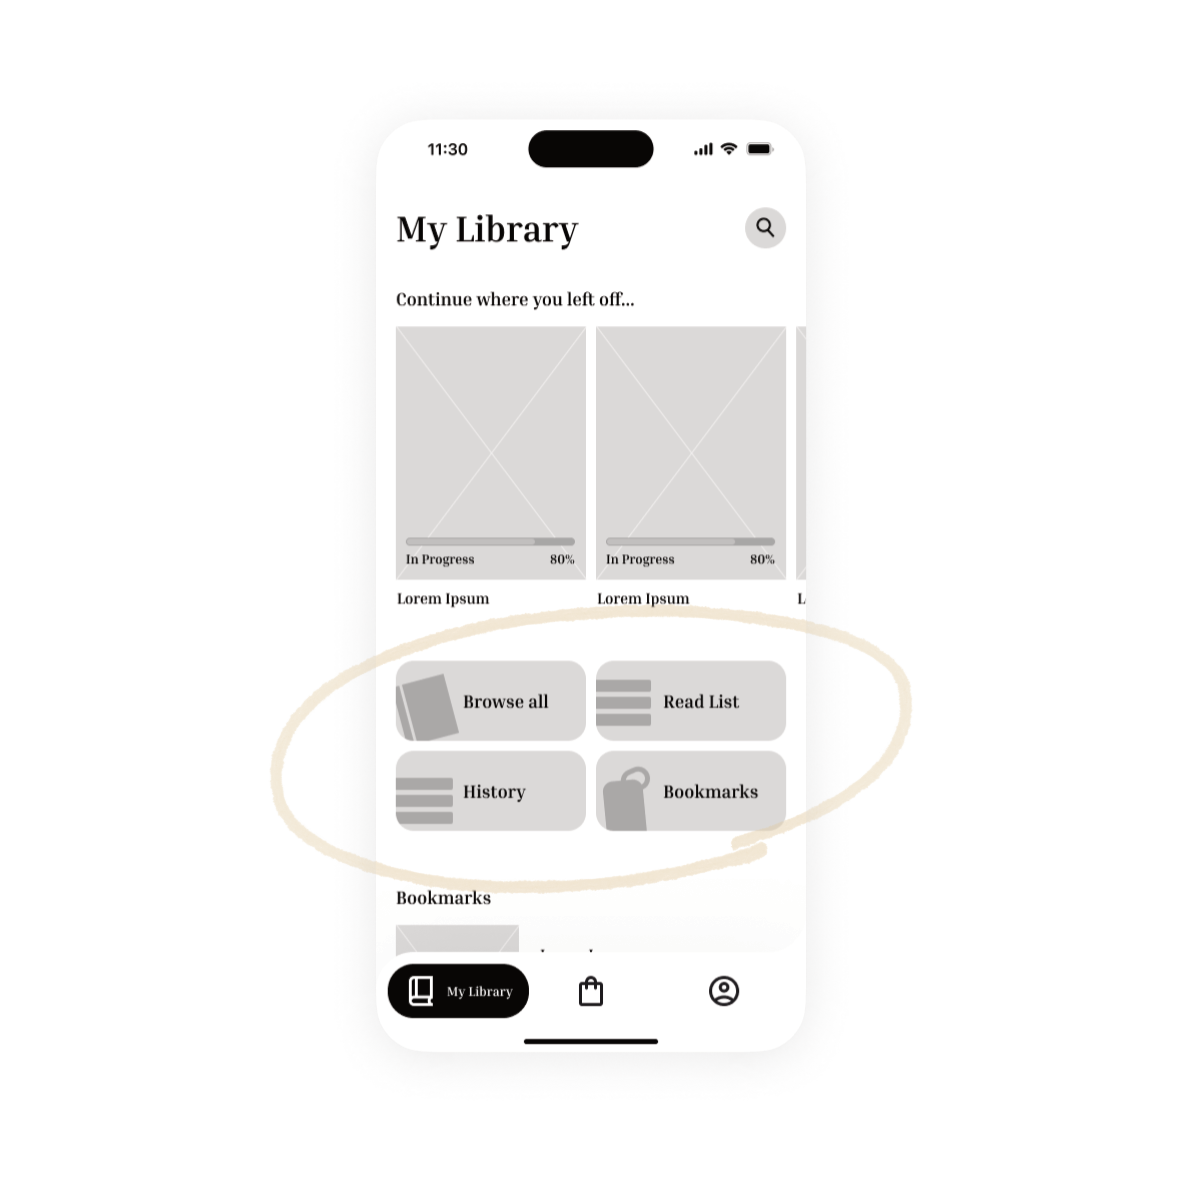 11:30
My Library
Continue where you left off...
In Progress 80% In Progress 80%
Lorem Ipsum Lorem Ipsum L
Browse all Read List
History Bookmarks
Bookmarks
My Library